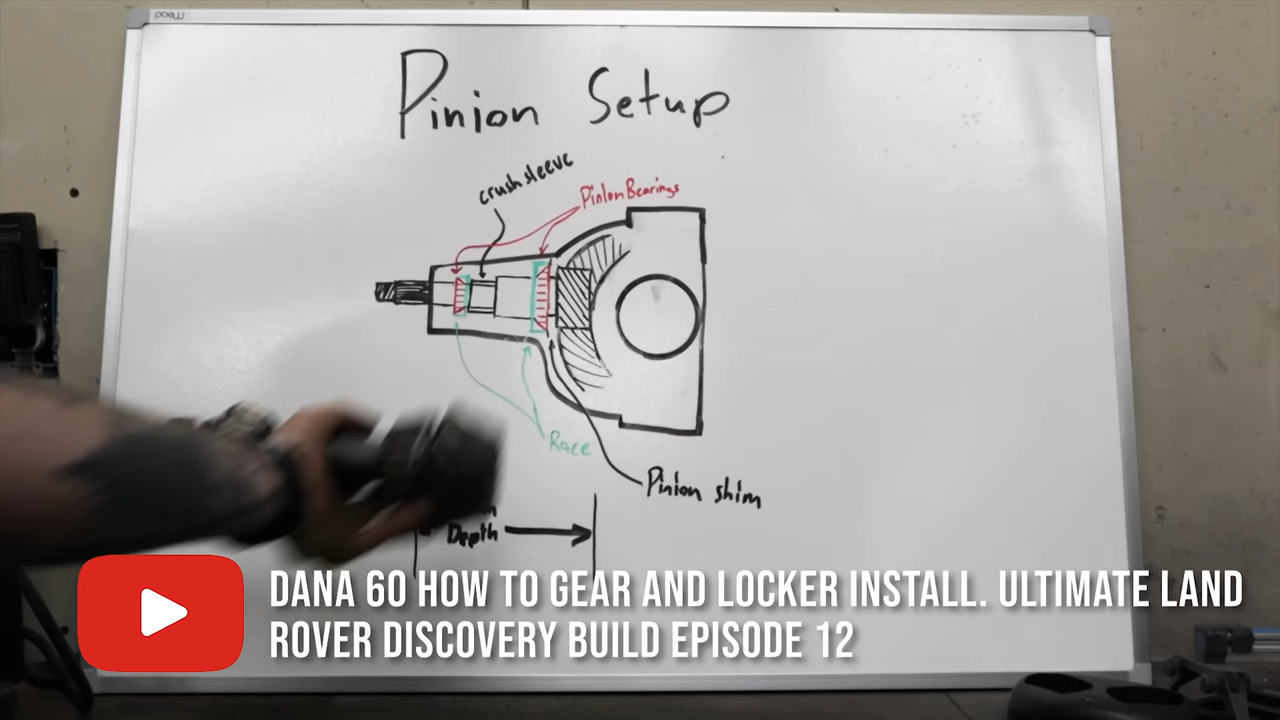 Pinion Setup
crush sleeve
Pinion Bearings
Race
Pinion shim
Depth
DANA 60 HOW TO GEAR AND LOCKER INSTALL. ULTIMATE LAND
ROVER DISCOVERY BUILD EPISODE 12